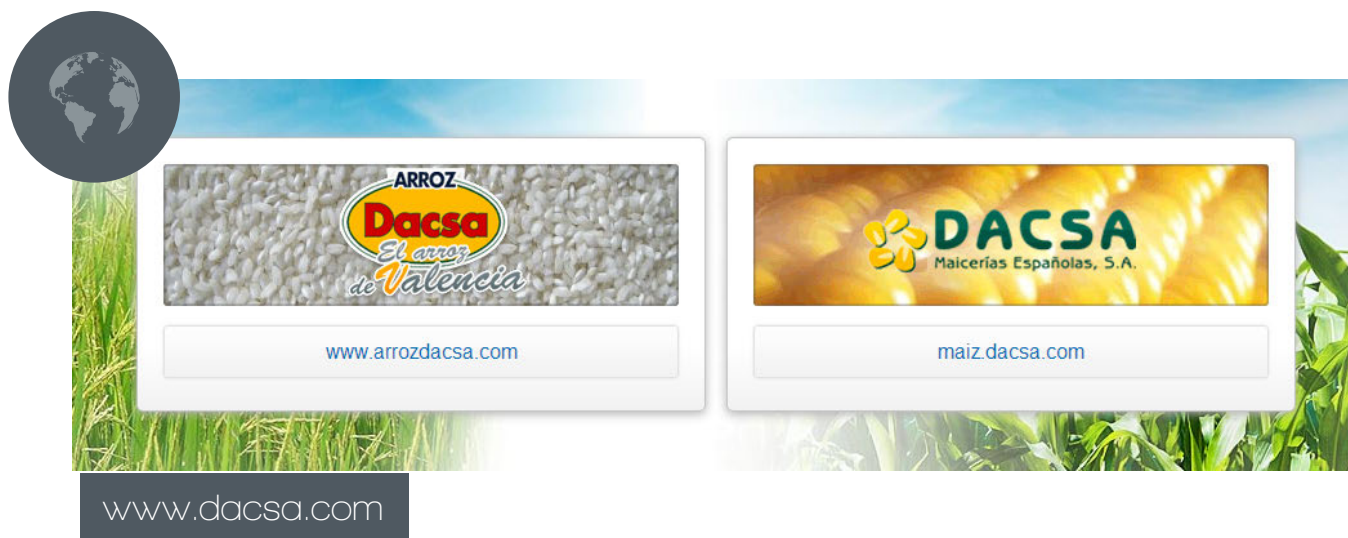 ARROZ
Dacsa
El arroz
de Valencia
DACSA
Maicerías Españolas, S.A.
www.arrozdacsa.com
maiz.dacsa.com
www.dacsa.com